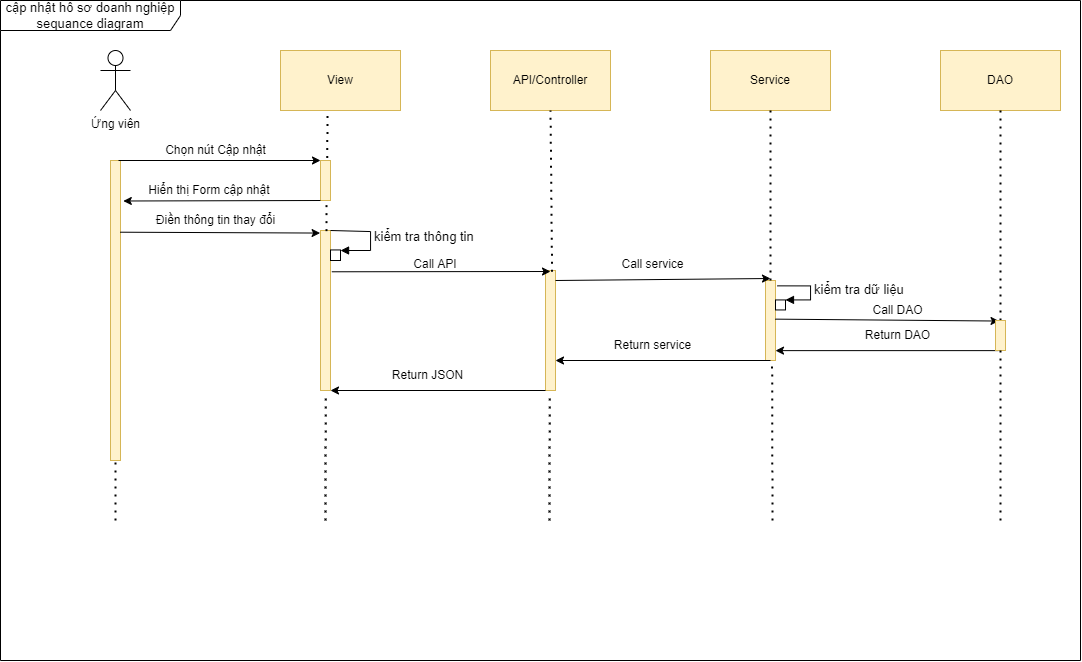 cập nhật hồ sơ doanh nghiệp
sequance diagram
View
API/Controller
Service
DAO
Ứng viên
Chọn nút Cập nhật
Hiển thị Form cập nhật
Điền thông tin thay đổi
kiểm tra thông tin
Call API
Call service
kiểm tra dữ liệu
Call DAO
Return DAO
Return service
Return JSON